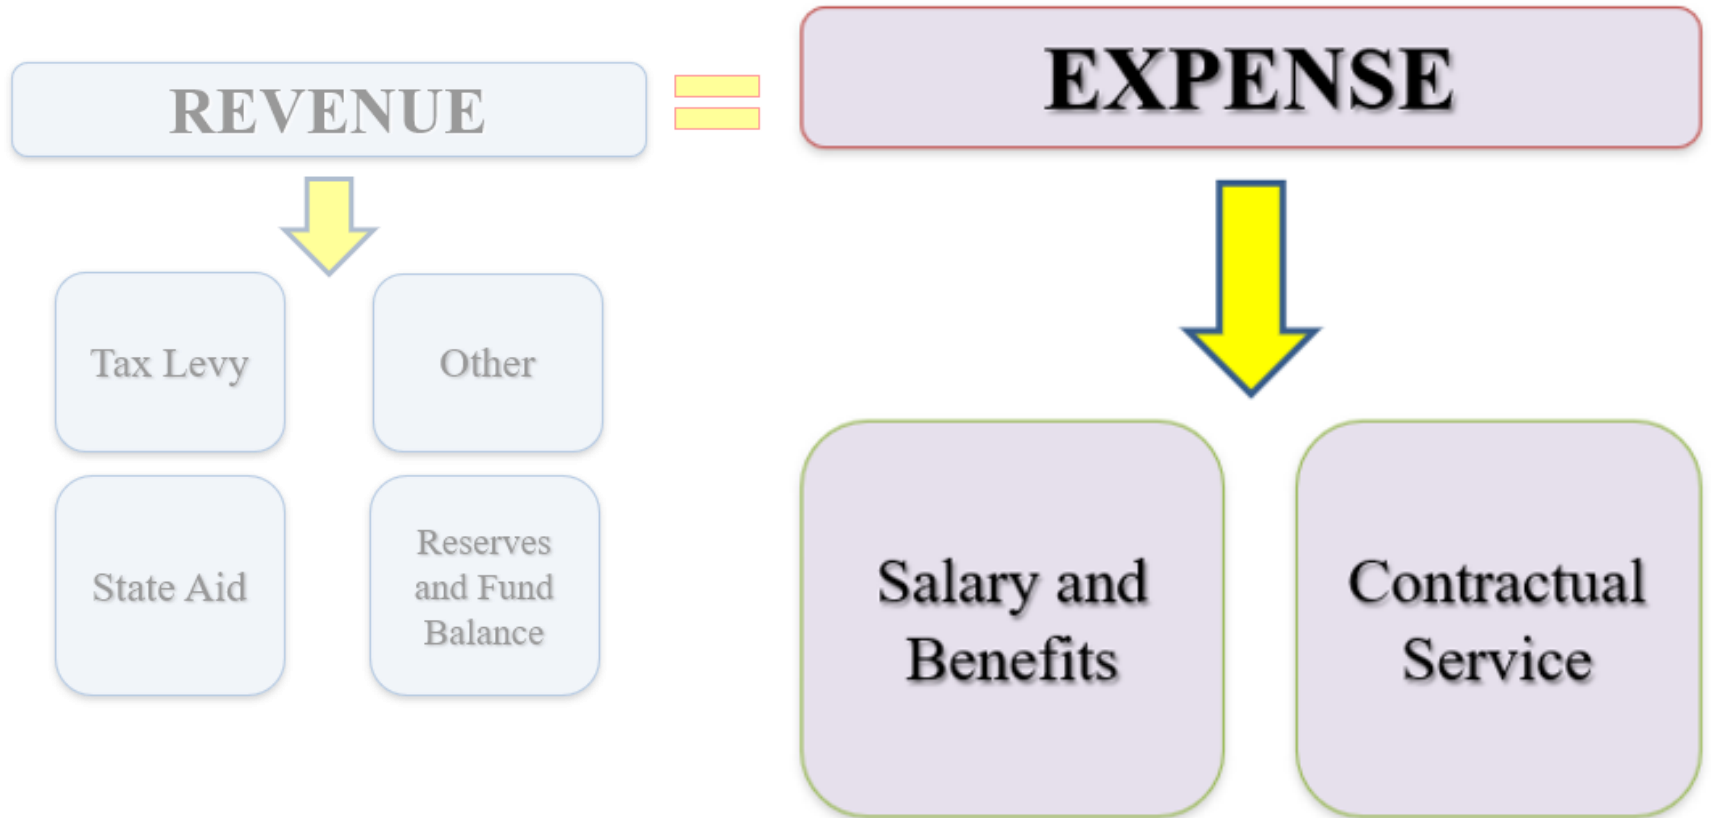 REVENUE
EXPENSE
Tax Levy
Other
State Aid
Reserves
and Fund
Balance
Salary and
Benefits
Contractual
Service